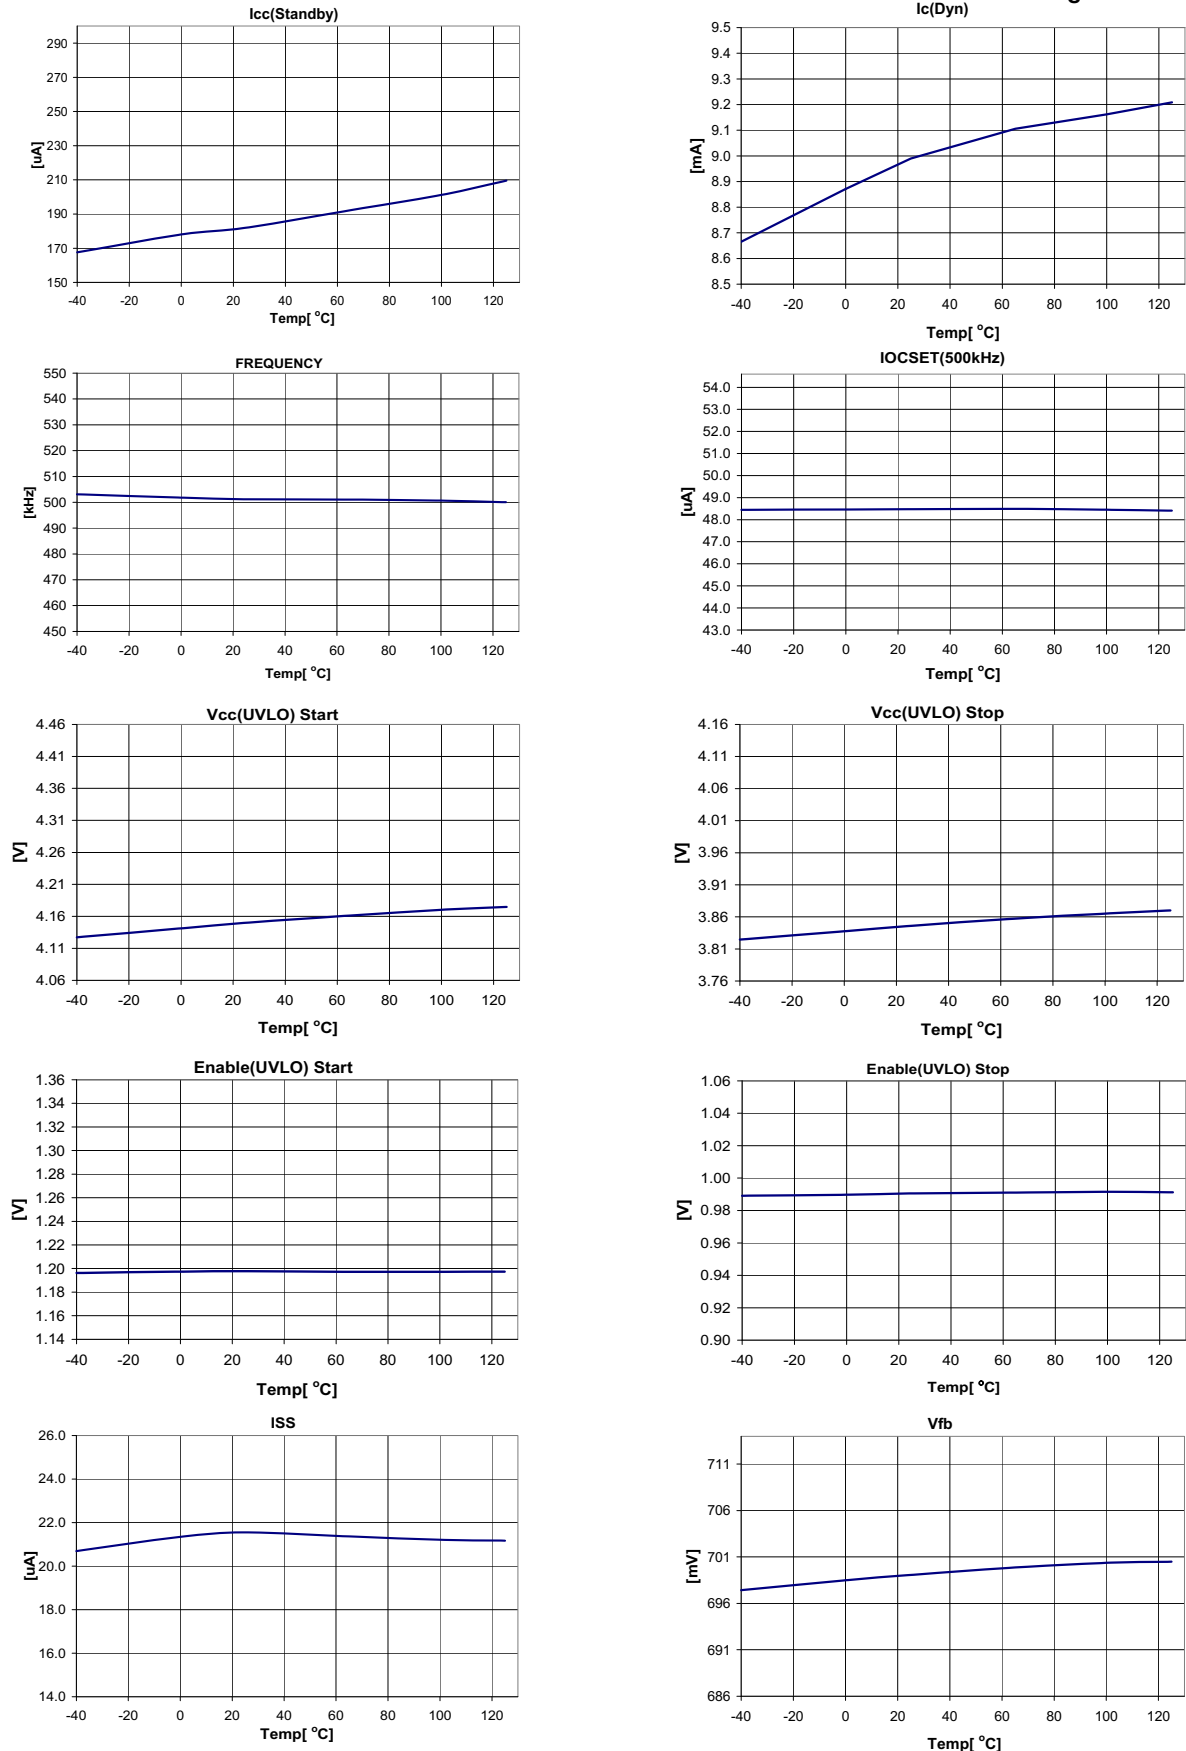 Icc(Standby)
290
270
250
230
210
190
170
150
[uA]
-40 -20 0 20 40 60 80 100 120
Temp[ °C]
Ic(Dyn)
9.5
9.4
9.3
9.2
9.1
9.0
8.9
8.8
8.7
8.6
8.5
[mA]
-40 -20 0 20 40 60 80 100 120
Temp[ °C]
FREQUENCY
550
540
530
520
510
500
490
480
470
460
450
[kHz]
-40 -20 0 20 40 60 80 100 120
Temp[ °C]
IOCSET(500kHz)
54.0
53.0
52.0
51.0
50.0
49.0
48.0
47.0
46.0
45.0
44.0
43.0
[uA]
-40 -20 0 20 40 60 80 100 120
Temp[ °C]
Vcc(UVLO) Start
4.46
4.41
4.36
4.31
4.26
4.21
4.16
4.11
4.06
[V]
-40 -20 0 20 40 60 80 100 120
Temp[ °C]
Vcc(UVLO) Stop
4.16
4.11
4.06
4.01
3.96
3.91
3.86
3.81
3.76
[V]
-40 -20 0 20 40 60 80 100 120
Temp[ °C]
Enable(UVLO) Start
1.36
1.34
1.32
1.30
1.28
1.26
1.24
1.22
1.20
1.18
1.16
1.14
[V]
-40 -20 0 20 40 60 80 100 120
Temp[ °C]
Enable(UVLO) Stop
1.06
1.04
1.02
1.00
0.98
0.96
0.94
0.92
0.90
[V]
-40 -20 0 20 40 60 80 100 120
Temp[ °C]
ISS
26.0
24.0
22.0
20.0
18.0
16.0
14.0
[uA]
-40 -20 0 20 40 60 80 100 120
Temp[ °C]
Vfb
711
706
701
696
691
686
[mV]
-40 -20 0 20 40 60 80 100 120
Temp[ °C]